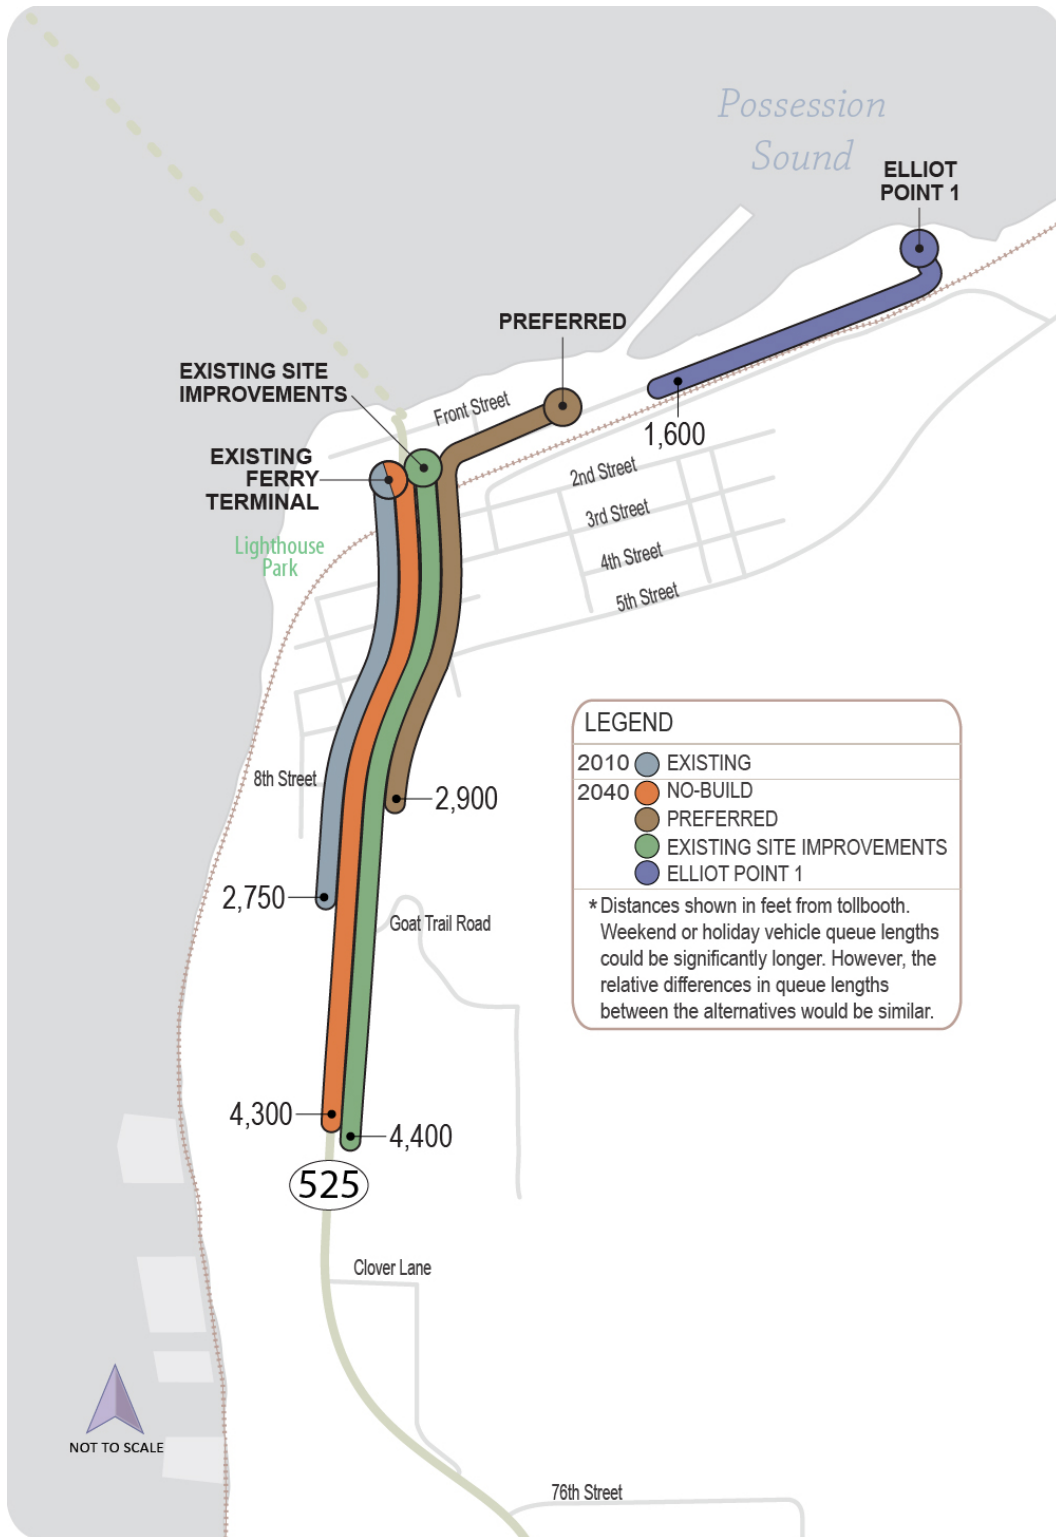 Possession
Sound
ELLIOT
POINT 1
PREFERRED
EXISTING SITE
IMPROVEMENTS
Front Street
1,600
EXISTING
FERRY
TERMINAL
2nd Street
3rd Street
Lighthouse
Park
4th Street
5th Street
LEGEND
2010 EXISTING
2040 NO-BUILD
PREFERRED
EXISTING SITE IMPROVEMENTS
ELLIOT POINT 1
* Distances shown in feet from tollbooth.
Weekend or holiday vehicle queue lengths
could be significantly longer. However, the
relative differences in queue lengths
between the alternatives would be similar.
8th Street
2,900
2,750
Goat Trail Road
4,300
4,400
525
Clover Lane
NOT TO SCALE
76th Street